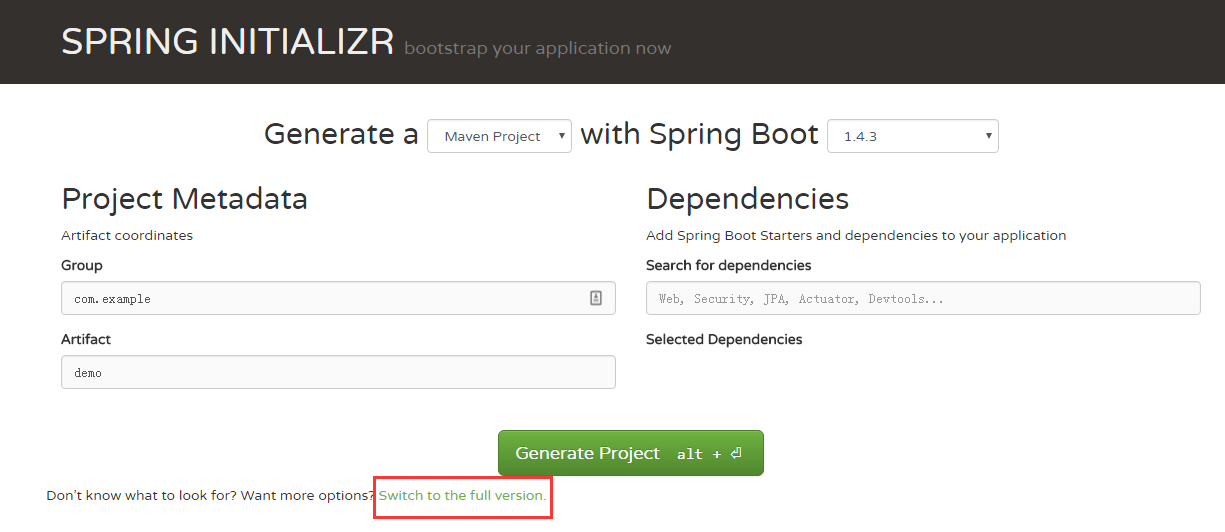 SPRING INITIALIZR bootstrap your application now
Generate a Maven Project with Spring Boot 1.4.3
Project Metadata
Artifact coordinates
Group
com.example
Artifact
demo
Dependencies
Add Spring Boot Starters and dependencies to your application
Search for dependencies
Web, Security, JPA, Actuator, Devtools...
Selected Dependencies
Generate Project alt + ⏎
Don't know what to look for? Want more options? Switch to the full version.